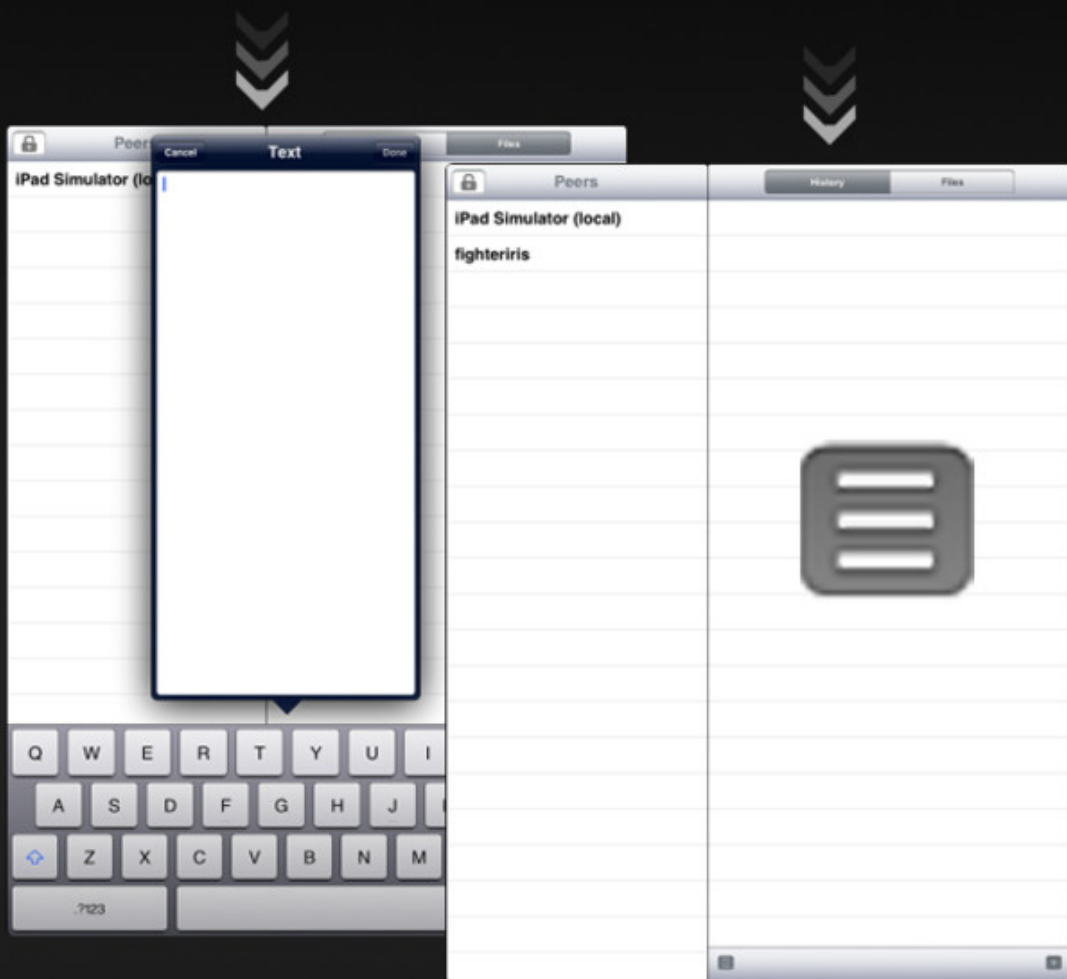 Peers
Cancel
Text
Done
Files
iPad Simulator (lo
Q W E R T Y U I
A S D F G H J
Z X C V B N M
.?123
Peers
History
Files
iPad Simulator (local)
fighteriris